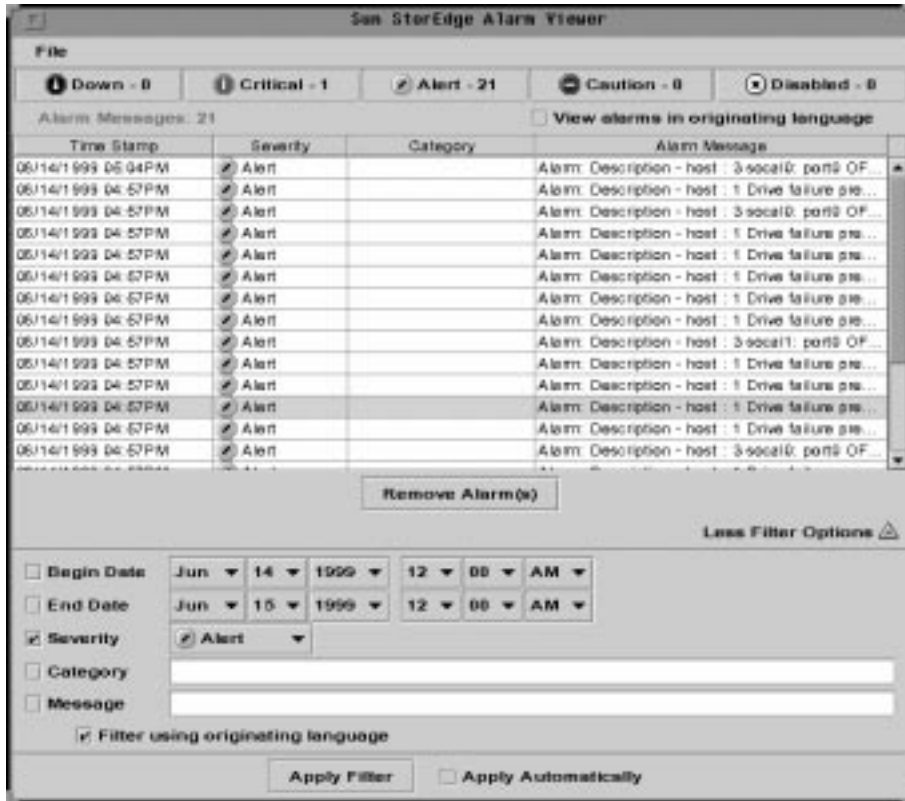 Sun StorEdge Alarm Viewer
File
Down - 0 Critical - 1 Alert - 21 Caution - 0 Disabled - 0
Alarm Messages: 21 View alarms in originating language
Time Stamp Severity Category Alarm Message
06/14/1999 05:04PM Alert Alarm: Description - host : 3 socal0: port0 OF...
06/14/1999 04:57PM Alert Alarm: Description - host : 1 Drive failure pre...
06/14/1999 04:57PM Alert Alarm: Description - host : 3 socal0: port0 OF...
06/14/1999 04:57PM Alert Alarm: Description - host : 1 Drive failure pre...
06/14/1999 04:57PM Alert Alarm: Description - host : 1 Drive failure pre...
06/14/1999 04:57PM Alert Alarm: Description - host : 1 Drive failure pre...
06/14/1999 04:57PM Alert Alarm: Description - host : 1 Drive failure pre...
06/14/1999 04:57PM Alert Alarm: Description - host : 1 Drive failure pre...
06/14/1999 04:57PM Alert Alarm: Description - host : 3 socal1: port0 OF...
06/14/1999 04:57PM Alert Alarm: Description - host : 1 Drive failure pre...
06/14/1999 04:57PM Alert Alarm: Description - host : 1 Drive failure pre...
06/14/1999 04:57PM Alert Alarm: Description - host : 1 Drive failure pre...
06/14/1999 04:57PM Alert Alarm: Description - host : 1 Drive failure pre...
06/14/1999 04:57PM Alert Alarm: Description - host : 3 socal0: port0 OF...
Remove Alarm(s)
Less Filter Options
Begin Date Jun 14 1999 12 00 AM
End Date Jun 15 1999 12 00 AM
Severity Alert
Category
Message
Filter using originating language
Apply Filter Apply Automatically